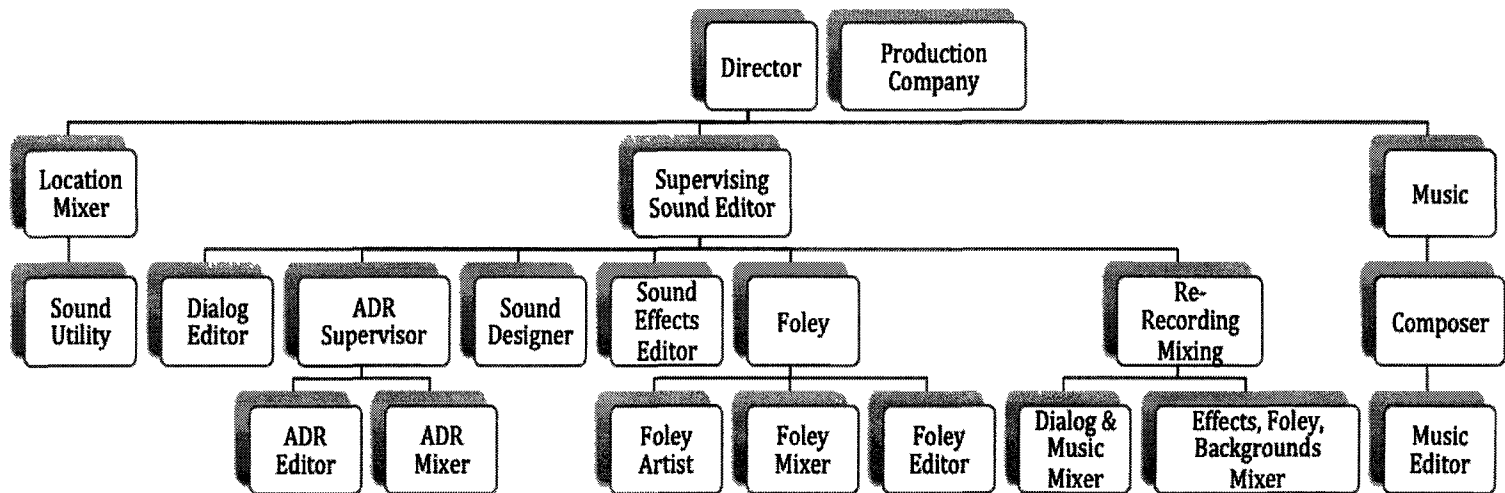 Director
Production
Company
Location
Mixer
Supervising
Sound Editor
Music
Sound
Utility
Dialog
Editor
ADR
Supervisor
Sound
Designer
Sound
Effects
Editor
Foley
Re-
Recording
Mixing
Composer
ADR
Editor
ADR
Mixer
Foley
Artist
Foley
Mixer
Foley
Editor
Dialog &
Music
Mixer
Effects, Foley,
Backgrounds
Mixer
Music
Editor